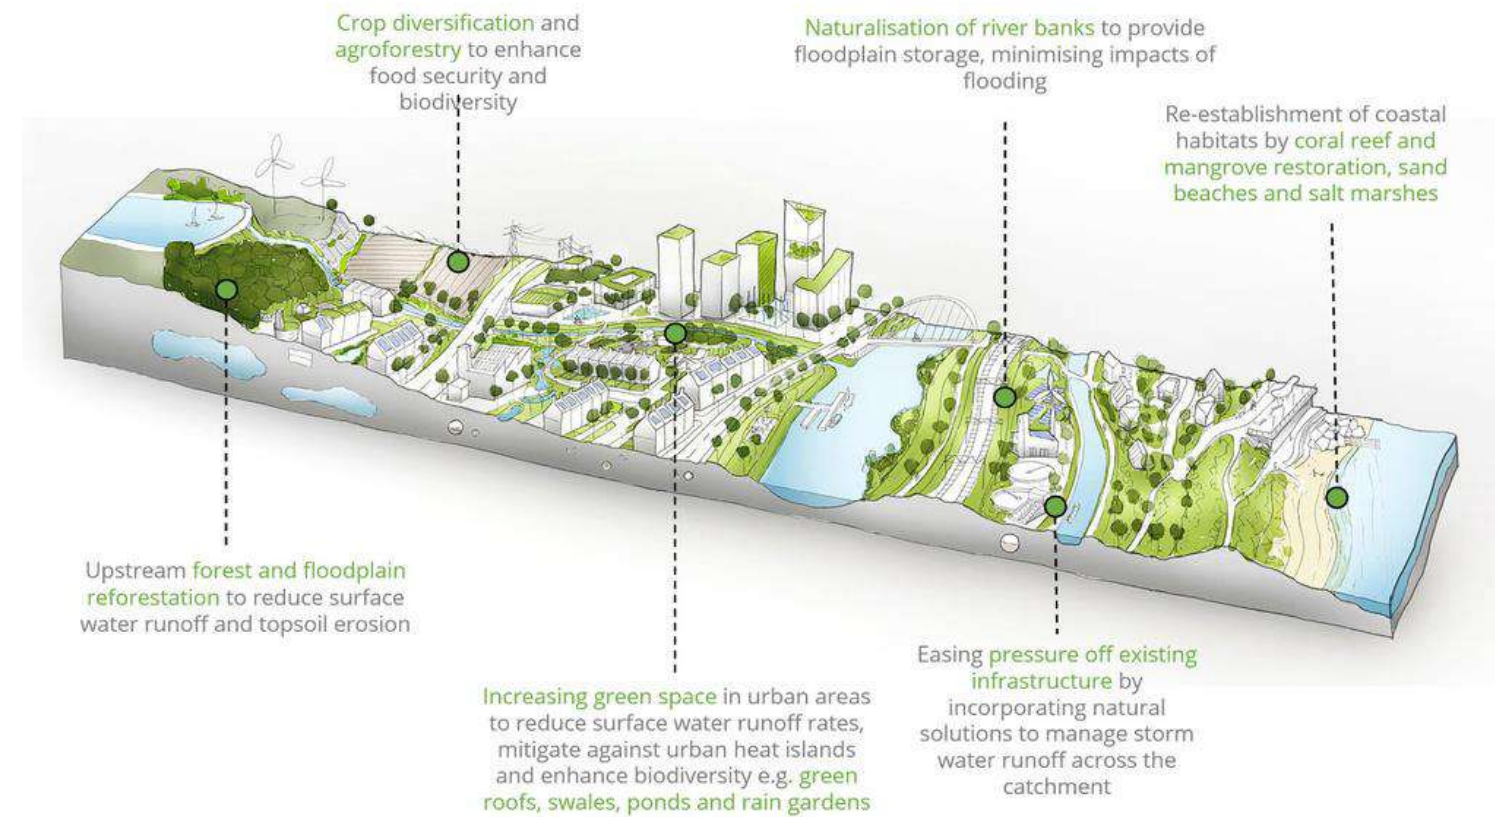 Crop diversification and
agroforestry to enhance
food security and
biodiversity
Naturalisation of river banks to provide
floodplain storage, minimising impacts of
flooding
Re-establishment of coastal
habitats by coral reef and
mangrove restoration, sand
beaches and salt marshes
Upstream forest and floodplain
reforestation to reduce surface
water runoff and topsoil erosion
Increasing green space in urban areas
to reduce surface water runoff rates,
mitigate against urban heat islands
and enhance biodiversity e.g. green
roofs, swales, ponds and rain gardens
Easing pressure off existing
infrastructure by
incorporating natural
solutions to manage storm
water runoff across the
catchment